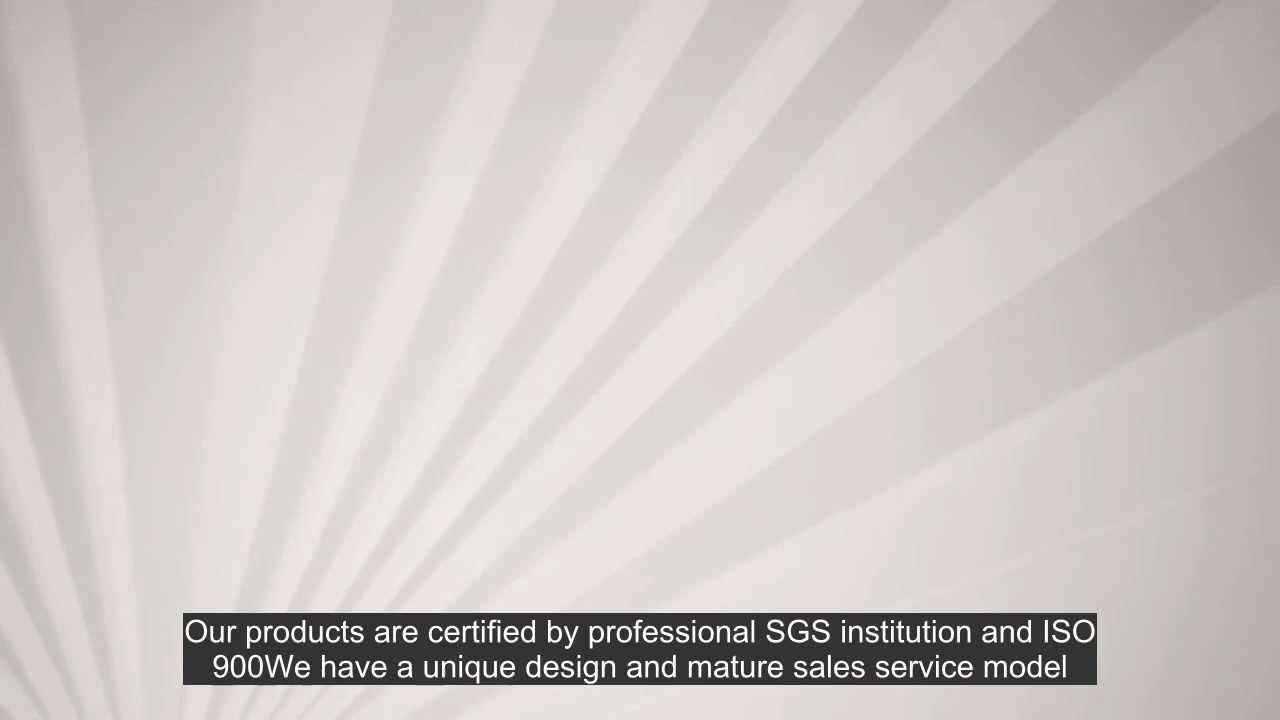 Our products are certified by professional SGS institution and ISO
900We have a unique design and mature sales service model